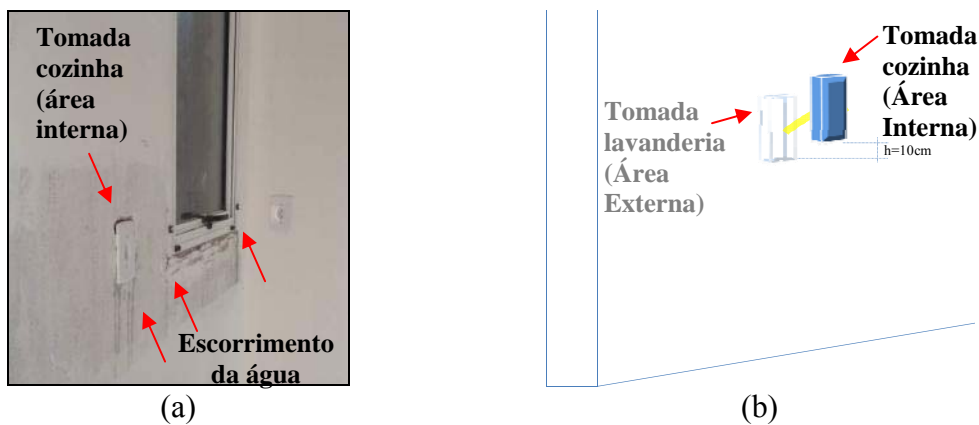 Tomada
cozinha
(área
interna)
Escorrimento
da água
(a)
Tomada
lavanderia
(Área
Externa)
Tomada
cozinha
(Área
Interna)
h=10cm
(b)